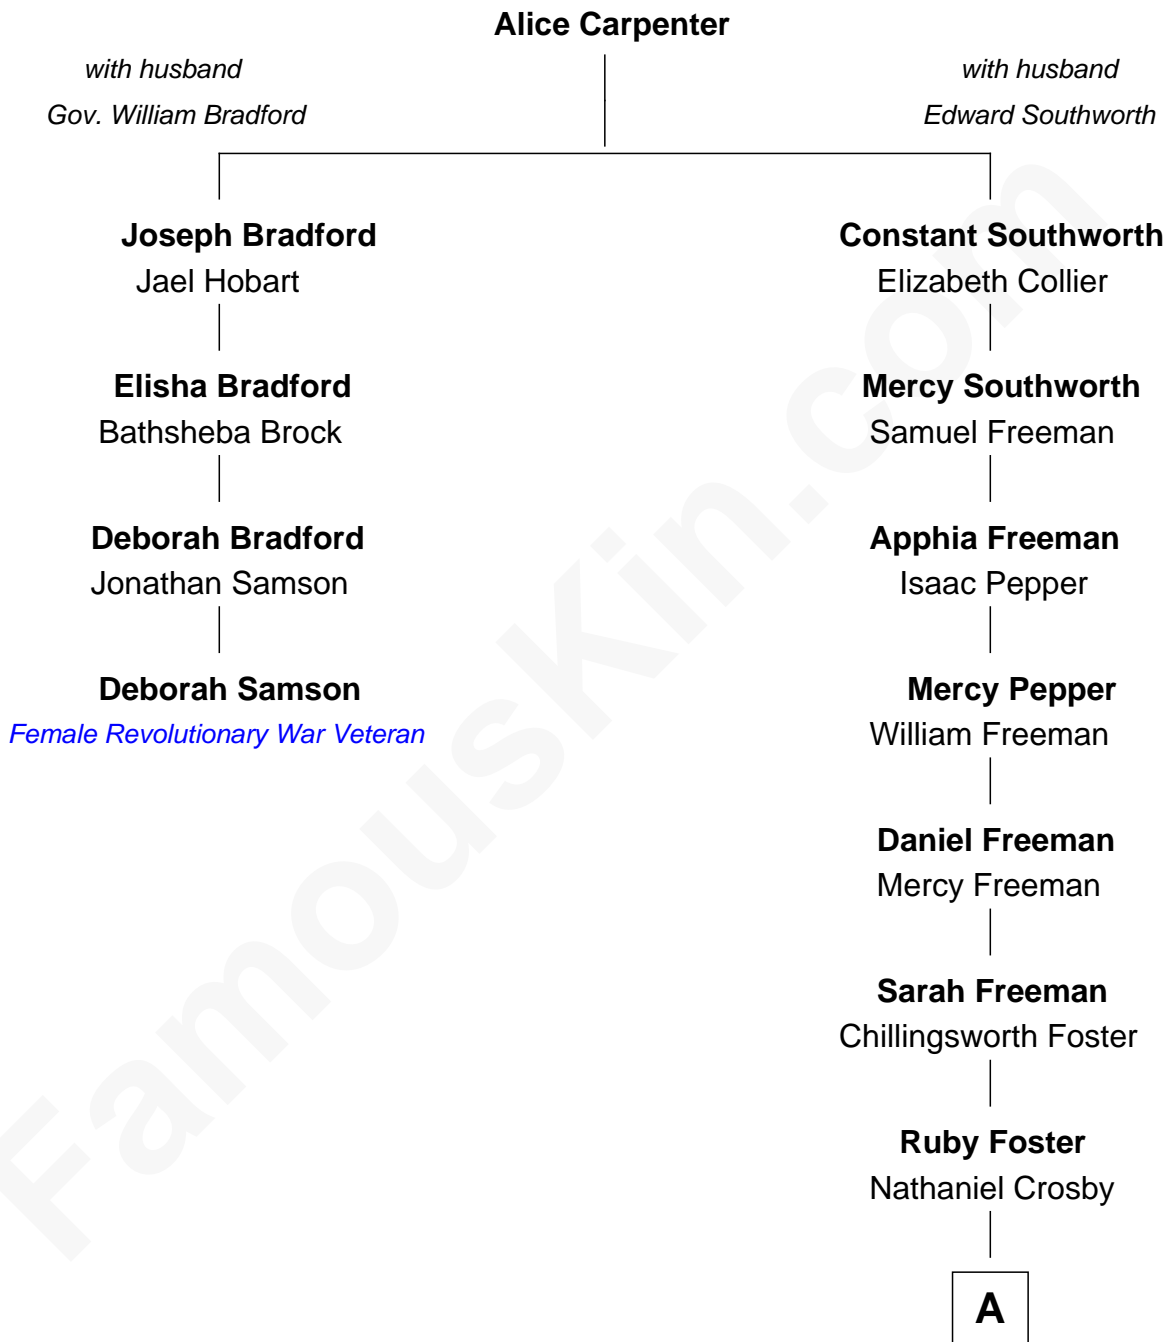 Alice Carpenter
with husband
Gov. William Bradford
with husband
Edward Southworth
Joseph Bradford
Jael Hobart
Constant Southworth
Elizabeth Collier
Elisha Bradford
Bathsheba Brock
Mercy Southworth
Samuel Freeman
Deborah Bradford
Jonathan Samson
Apphia Freeman
Isaac Pepper
Deborah Samson
Female Revolutionary War Veteran
Mercy Pepper
William Freeman
Daniel Freeman
Mercy Freeman
Sarah Freeman
Chillingsworth Foster
Ruby Foster
Nathaniel Crosby
A
FamousKin.com